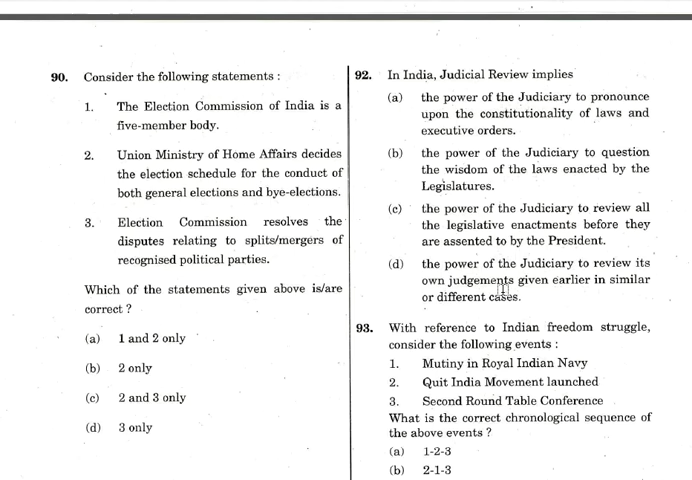 90. Consider the following statements :
1. The Election Commission of India is a
five-member body.
2. Union Ministry of Home Affairs decides
the election schedule for the conduct of
both general elections and bye-elections.
3. Election Commission resolves the
disputes relating to splits/mergers of
recognised political parties.
Which of the statements given above is/are
correct ?
(a) 1 and 2 only
(b) 2 only
(c) 2 and 3 only
(d) 3 only
92. In India, Judicial Review implies
(a) the power of the Judiciary to pronounce
upon the constitutionality of laws and
executive orders.
(b) the power of the Judiciary to question
the wisdom of the laws enacted by the
Legislatures.
(c) the power of the Judiciary to review all
the legislative enactments before they
are assented to by the President.
(d) the power of the Judiciary to review its
own judgements given earlier in similar
or different cases.
93. With reference to Indian freedom struggle,
consider the following events :
1. Mutiny in Royal Indian Navy
2. Quit India Movement launched
3. Second Round Table Conference
What is the correct chronological sequence of
the above events ?
(a) 1-2-3
(b) 2-1-3